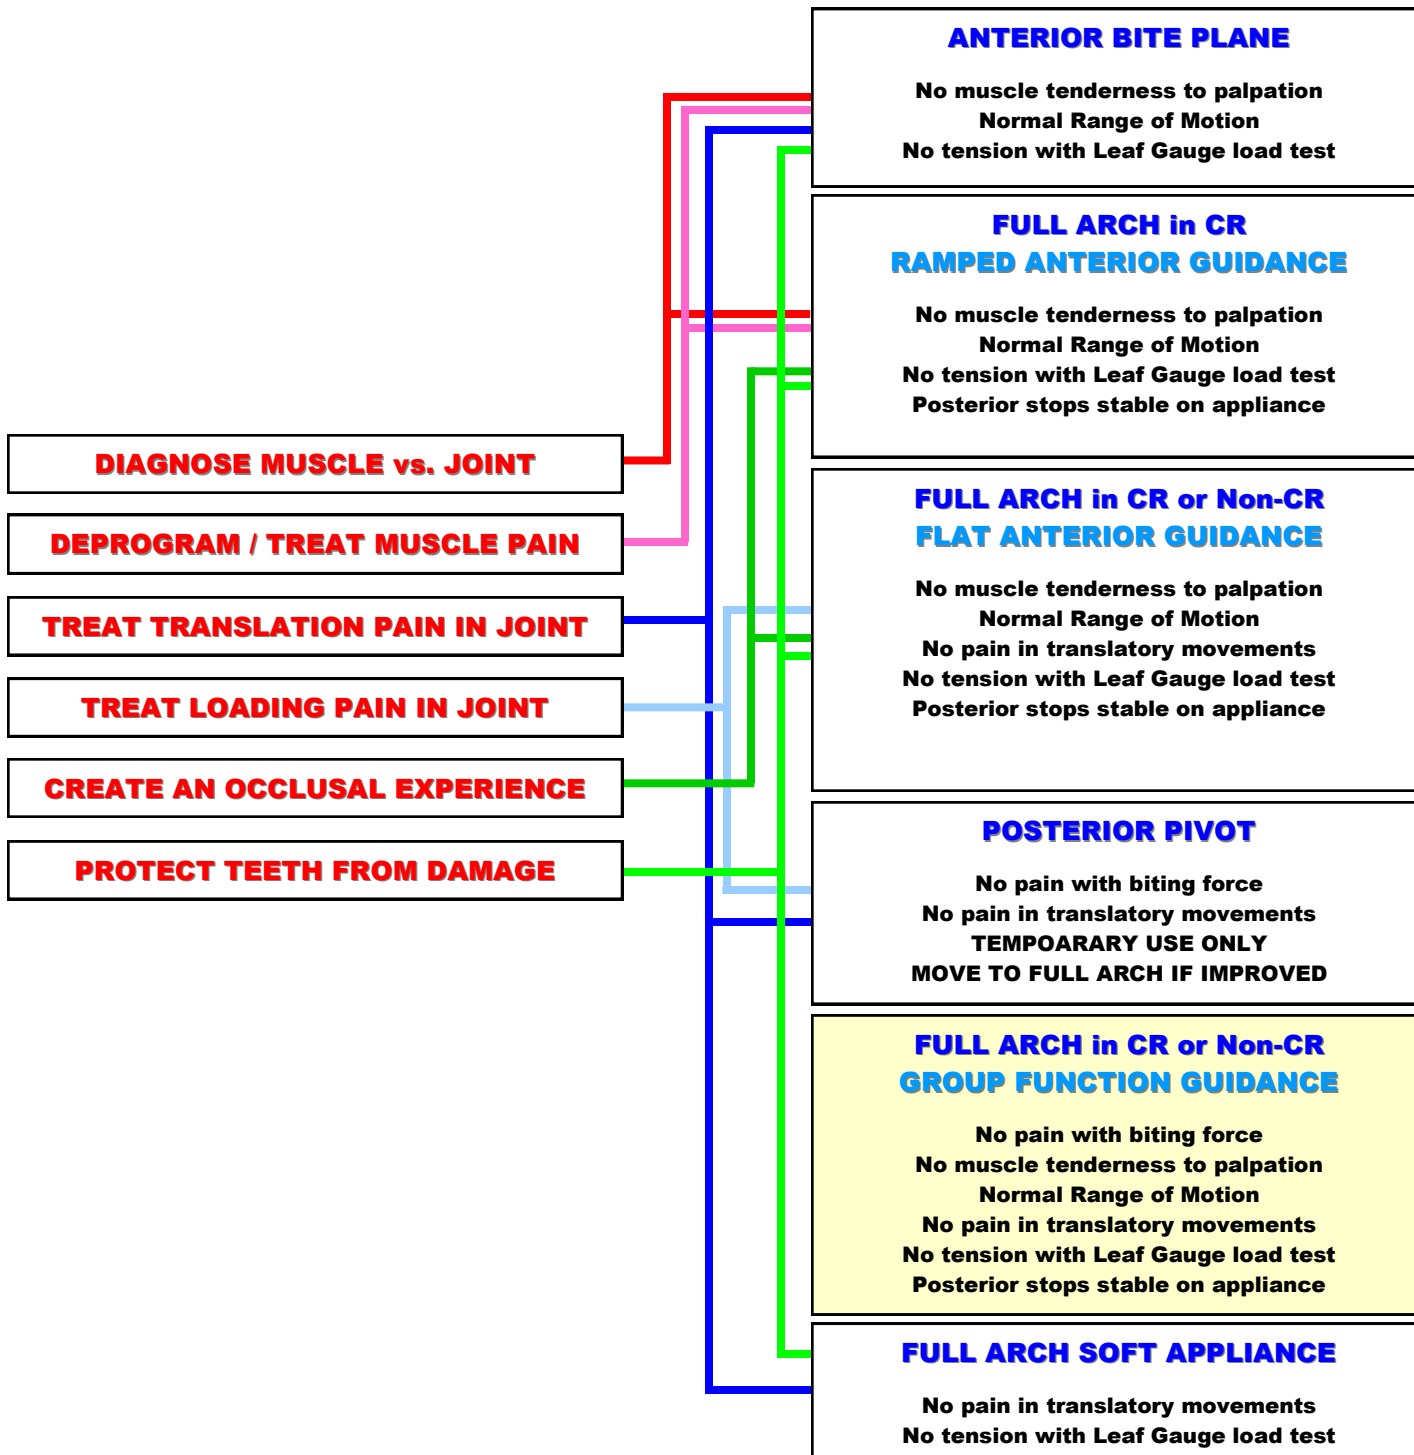 DIAGNOSE MUSCLE vs. JOINT
DEPROGRAM / TREAT MUSCLE PAIN
TREAT TRANSLATION PAIN IN JOINT
TREAT LOADING PAIN IN JOINT
CREATE AN OCCLUSAL EXPERIENCE
PROTECT TEETH FROM DAMAGE
ANTERIOR BITE PLANE
No muscle tenderness to palpation
Normal Range of Motion
No tension with Leaf Gauge load test
FULL ARCH in CR
RAMPED ANTERIOR GUIDANCE
No muscle tenderness to palpation
Normal Range of Motion
No tension with Leaf Gauge load test
Posterior stops stable on appliance
FULL ARCH in CR or Non-CR
FLAT ANTERIOR GUIDANCE
No muscle tenderness to palpation
Normal Range of Motion
No pain in translatory movements
No tension with Leaf Gauge load test
Posterior stops stable on appliance
POSTERIOR PIVOT
No pain with biting force
No pain in translatory movements
TEMPOARARY USE ONLY
MOVE TO FULL ARCH IF IMPROVED
FULL ARCH in CR or Non-CR
GROUP FUNCTION GUIDANCE
No pain with biting force
No muscle tenderness to palpation
Normal Range of Motion
No pain in translatory movements
No tension with Leaf Gauge load test
Posterior stops stable on appliance
FULL ARCH SOFT APPLIANCE
No pain in translatory movements
No tension with Leaf Gauge load test